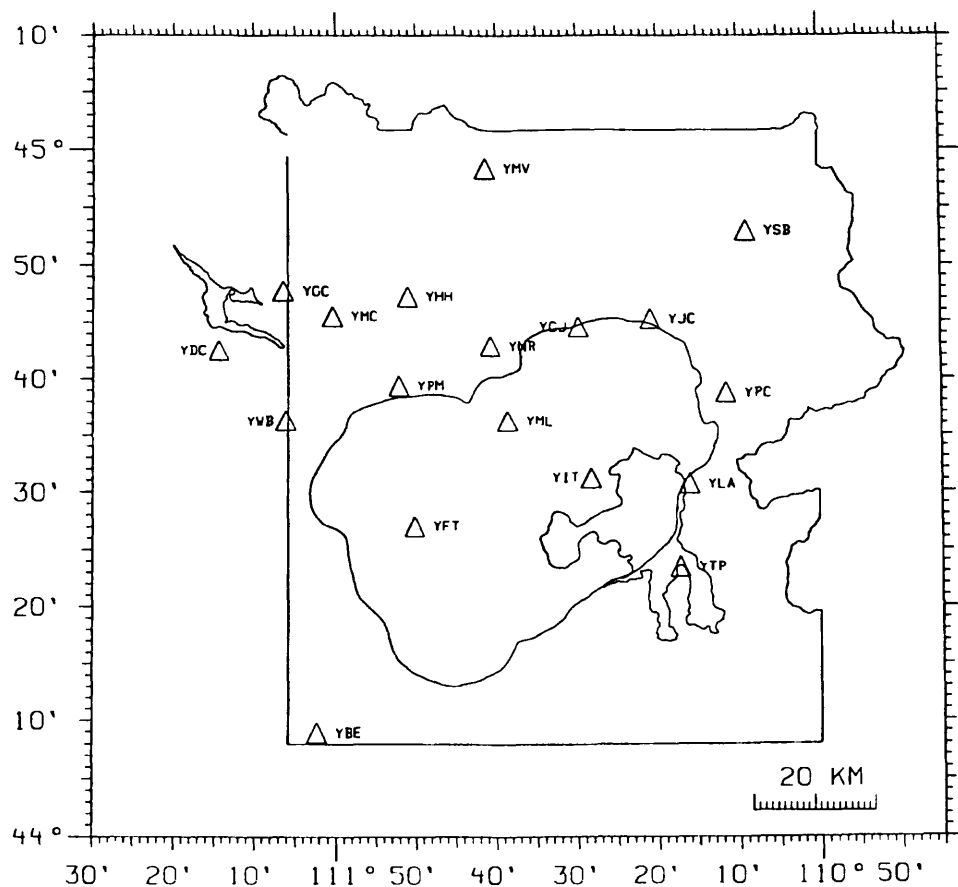 10'
45°
YMV
YSB
50'
YGC
YHH
YMC
YCJ
YJC
YNR
YDC
40'
YPM
YPC
YWB
YML
30'
YIT
YLA
YFT
YTP
20'
10'
YBE
20 KM
44°
30' 20' 10' 111° 50' 40' 30' 20' 10' 110° 50'